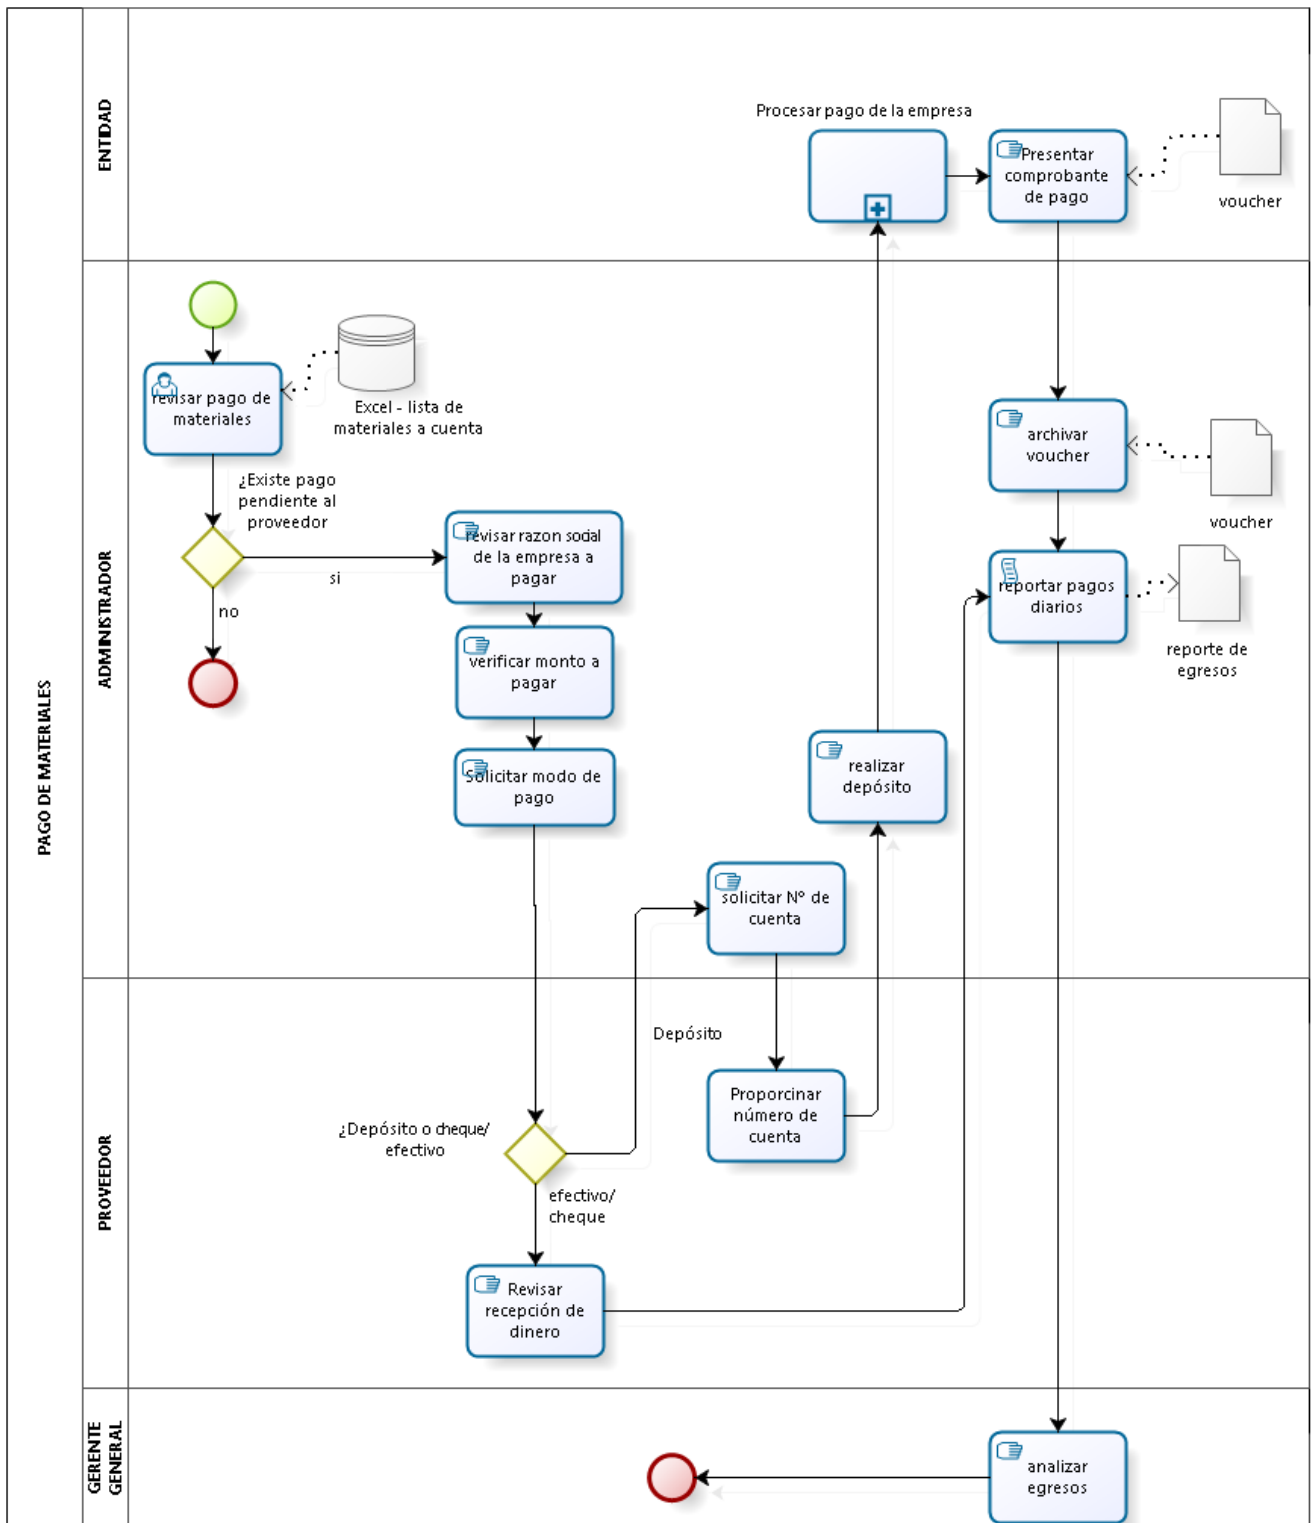 PAGO DE MATERIALES
ENTIDAD
Procesar pago de la empresa
Presentar
comprobante
de pago
voucher
ADMINISTRADOR
revisar pago de
materiales
Excel - lista de
materiales a cuenta
¿Existe pago
pendiente al
proveedor
si
no
revisar razon social
de la empresa a
pagar
verificar monto a
pagar
Solicitar modo de
pago
archivar
voucher
voucher
reportar pagos
diarios
reporte de
egresos
realizar
depósito
solicitar Nº de
cuenta
PROVEEDOR
Depósito
Proporcinar
número de
cuenta
¿Depósito o cheque/
efectivo
efectivo/
cheque
Revisar
recepción de
dinero
GERENTE
GENERAL
analizar
egresos